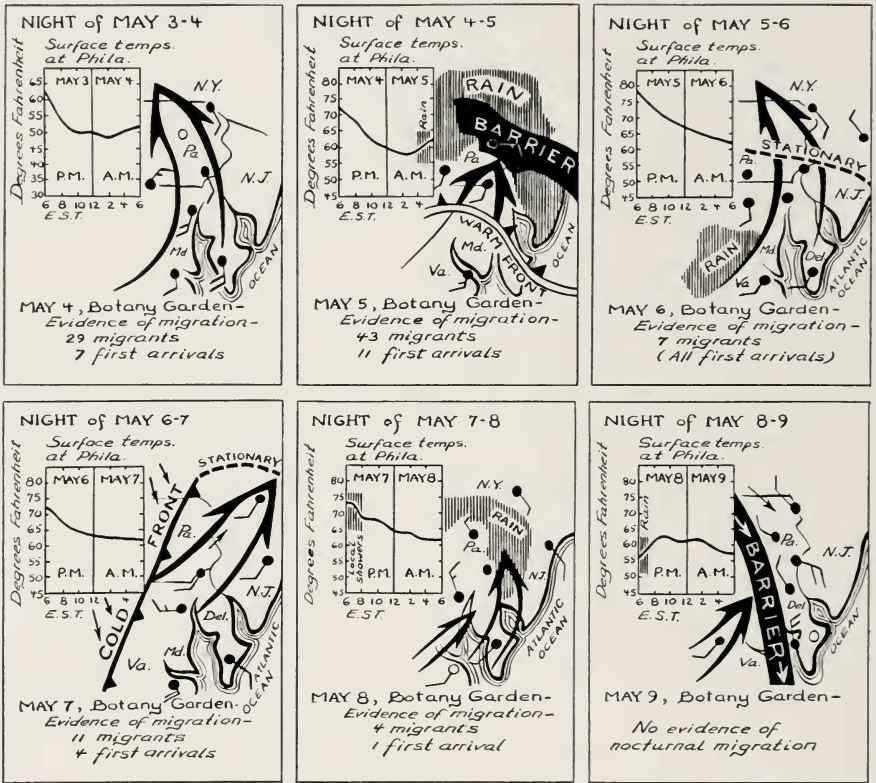 NIGHT of MAY 3-4
Surface temps.
at Phila.
Degrees Fahrenheit
MAY 3 MAY 4
65
60
55
50
45
40
35
30
P.M. A.M.
6 8 10 12 2 4 6
E.S.T.
N.Y.
Pa.
N.J.
Md.
OCEAN
MAY 4, Botany Garden-
Evidence of migration-
29 migrants
7 first arrivals
NIGHT of MAY 4-5
Surface temps.
at Phila.
Degrees Fahrenheit
MAY 4 MAY 5
80
75
70
65
60
55
50
45
Rain
P.M. A.M.
6 8 10 12 2 4 6
E.S.T.
RAIN
BARRIER
Pa.
WARM FRONT
Md.
Va.
OCEAN
MAY 5, Botany Garden-
Evidence of migration-
43 migrants
11 first arrivals
NIGHT of MAY 5-6
Surface temps.
at Phila.
Degrees Fahrenheit
MAY 5 MAY 6
80
75
70
65
60
55
50
45
P.M. A.M.
6 8 10 12 2 4 6
E.S.T.
N.Y.
STATIONARY
Pa.
N.J.
RAIN
Md.
Del.
Va.
ATLANTIC
OCEAN
MAY 6, Botany Garden-
Evidence of migration-
7 migrants
(All first arrivals)
NIGHT of MAY 6-7
Surface temps.
at Phila.
Degrees Fahrenheit
MAY 6 MAY 7
80
75
70
65
60
55
50
45
P.M. A.M.
6 8 10 12 2 4
E.S.T.
STATIONARY
COLD FRONT
Pa.
N.J.
Del.
Md.
Va.
ATLANTIC
OCEAN
MAY 7, Botany Garden-
Evidence of migration-
11 migrants
4 first arrivals
NIGHT of MAY 7-8
Surface temps.
at Phila.
Degrees Fahrenheit
MAY 7 MAY 8
80
75
70
65
60
55
50
45
Local
showers
P.M. A.M.
6 8 10 12 2 4 6
E.S.T.
N.Y.
RAIN
Pa.
N.J.
ATLANTIC
OCEAN
MAY 8, Botany Garden-
Evidence of migration-
4 migrants
1 first arrival
NIGHT of MAY 8-9
Surface temps.
at Phila.
Degrees Fahrenheit
MAY 8 MAY 9
80
75
70
65
60
55
50
45
Rain
P.M. A.M.
6 8 10 12 2 4 6
E.S.T.
BARRIER
Pa.
N.J.
Del.
Va.
OCEAN
MAY 9, Botany Garden-
No evidence of
nocturnal migration